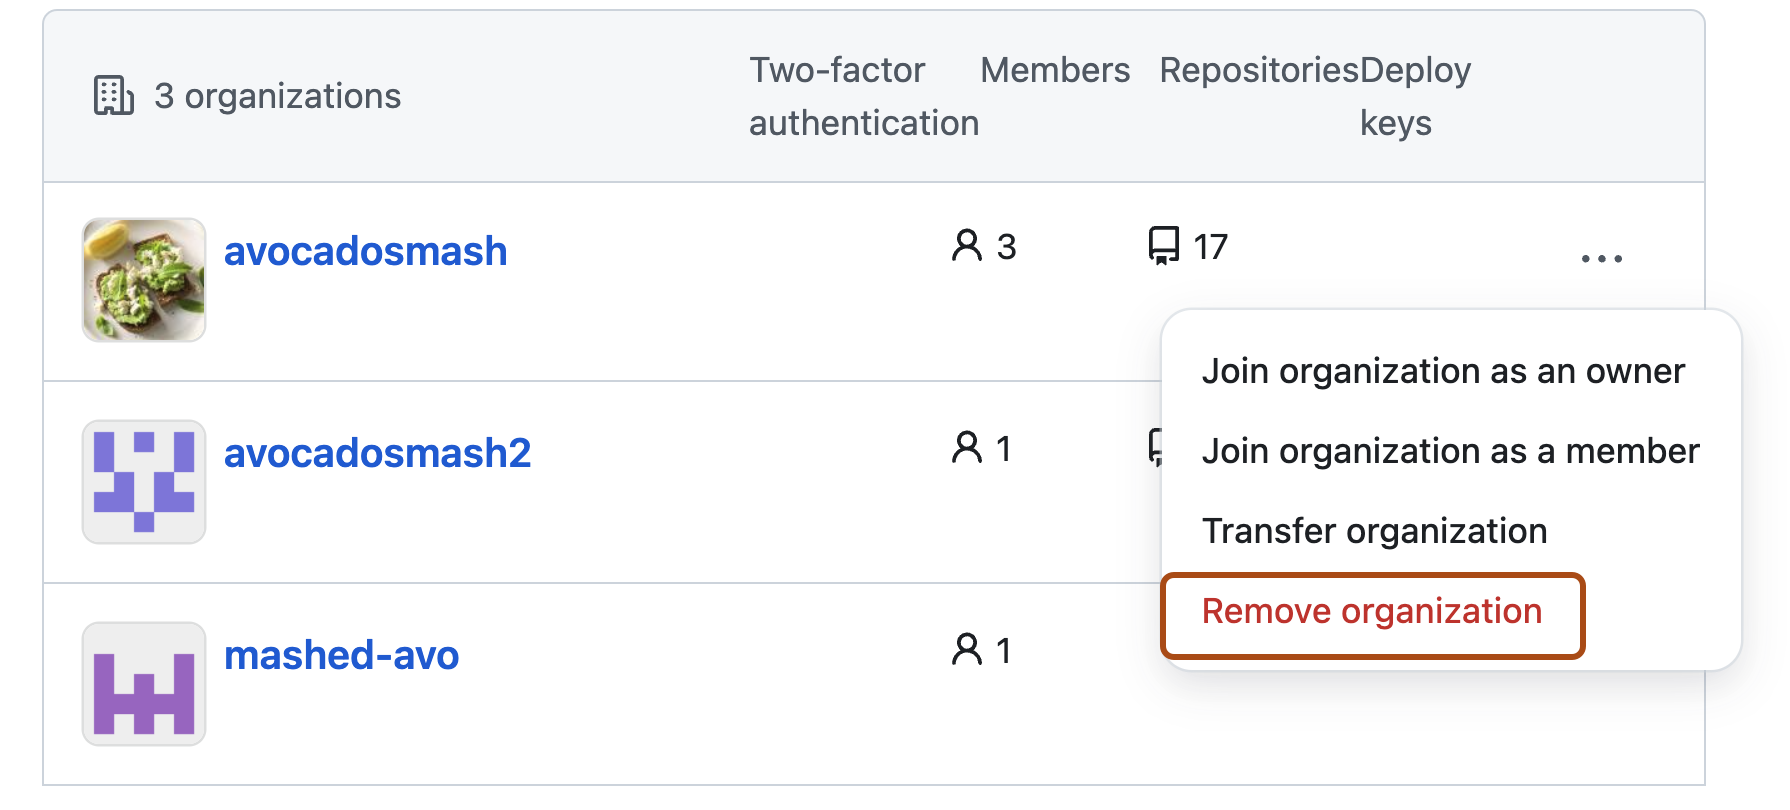 3 organizations
Two-factor authentication
Members
Repositories
Deploy keys
avocadosmash
3
17
...
Join organization as an owner
Join organization as a member
Transfer organization
Remove organization
avocadosmash2
1
mashed-avo
1